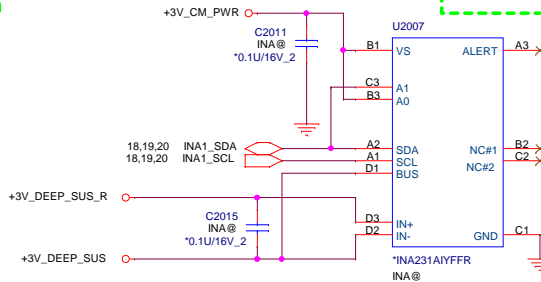 +3V_CM_PWR
C2011
INA@
*0.1U/16V_2
U2007
B1 VS ALERT A3
C3 A1
B3 A0
18,19,20 INA1_SDA A2 SDA NC#1 B2
18,19,20 INA1_SCL A1 SCL NC#2 C2
D1 BUS
+3V_DEEP_SUS_R
C2015
INA@
*0.1U/16V_2
D3 IN+
+3V_DEEP_SUS D2 IN- GND C1
*INA231AIYFFR
INA@